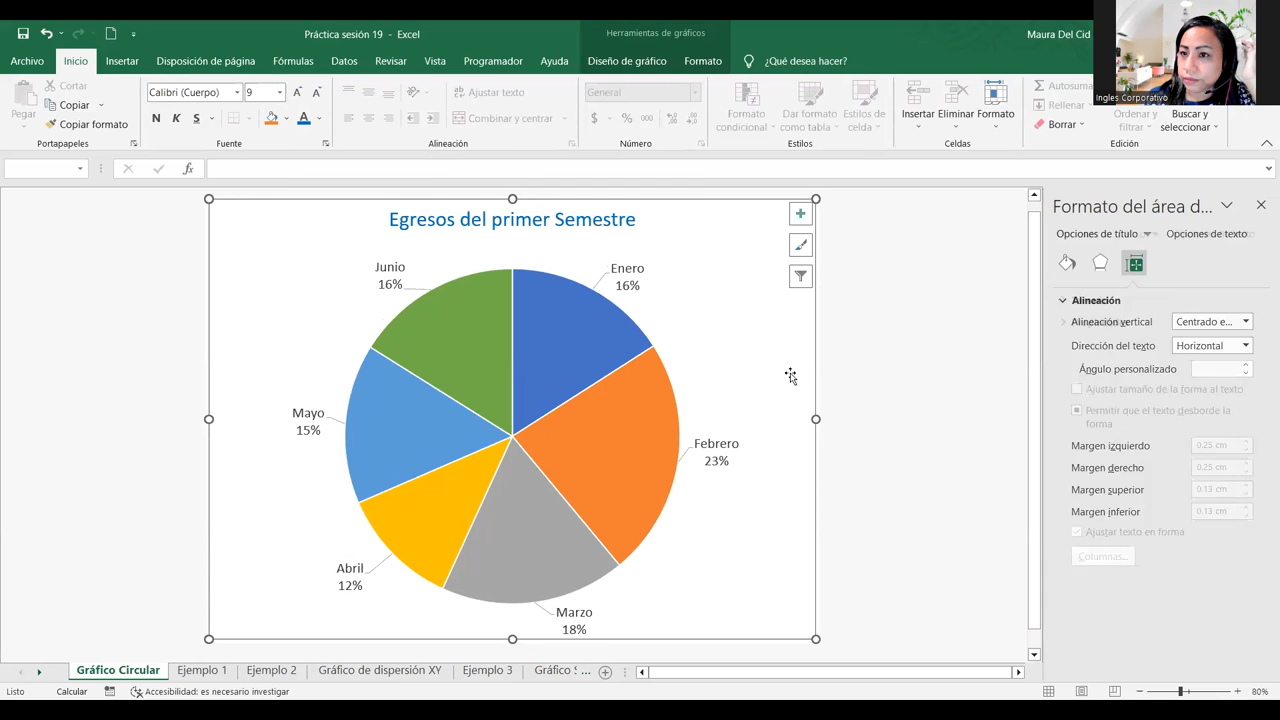 Práctica sesión 19 - Excel
Herramientas de gráficos
Maura Del Cid
Archivo Inicio Insertar Disposición de página Fórmulas Datos Revisar Vista Programador Ayuda Diseño de gráfico Formato ¿Qué desea hacer?
Ingles Corporativo
Pegar
Cortar
Copiar
Copiar formato
Portapapeles
Calibri (Cuerpo) 9
N K S
Fuente
Ajustar texto
Combinar y centrar
Alineación
General
$ % 000
Número
Formato condicional
Dar formato como tabla
Estilos de celda
Estilos
Insertar Eliminar Formato
Celdas
Autosuma
Rellenar
Borrar
Ordenar y filtrar
Buscar y seleccionar
Edición
fx
Egresos del primer Semestre
Junio
16%
Enero
16%
Mayo
15%
Febrero
23%
Abril
12%
Marzo
18%
Formato del área d...
Opciones de título Opciones de texto
Alineación
Alineación vertical Centrado e...
Dirección del texto Horizontal
Ángulo personalizado
Ajustar tamaño de la forma al texto
Permitir que el texto desborde la
forma
Margen izquierdo 0.25 cm
Margen derecho 0.25 cm
Margen superior 0.13 cm
Margen inferior 0.13 cm
Ajustar texto en forma
Columnas...
Gráfico Circular Ejemplo 1 Ejemplo 2 Gráfico de dispersión XY Ejemplo 3 Gráfico S ...
Listo Calcular Accesibilidad: es necesario investigar 80%